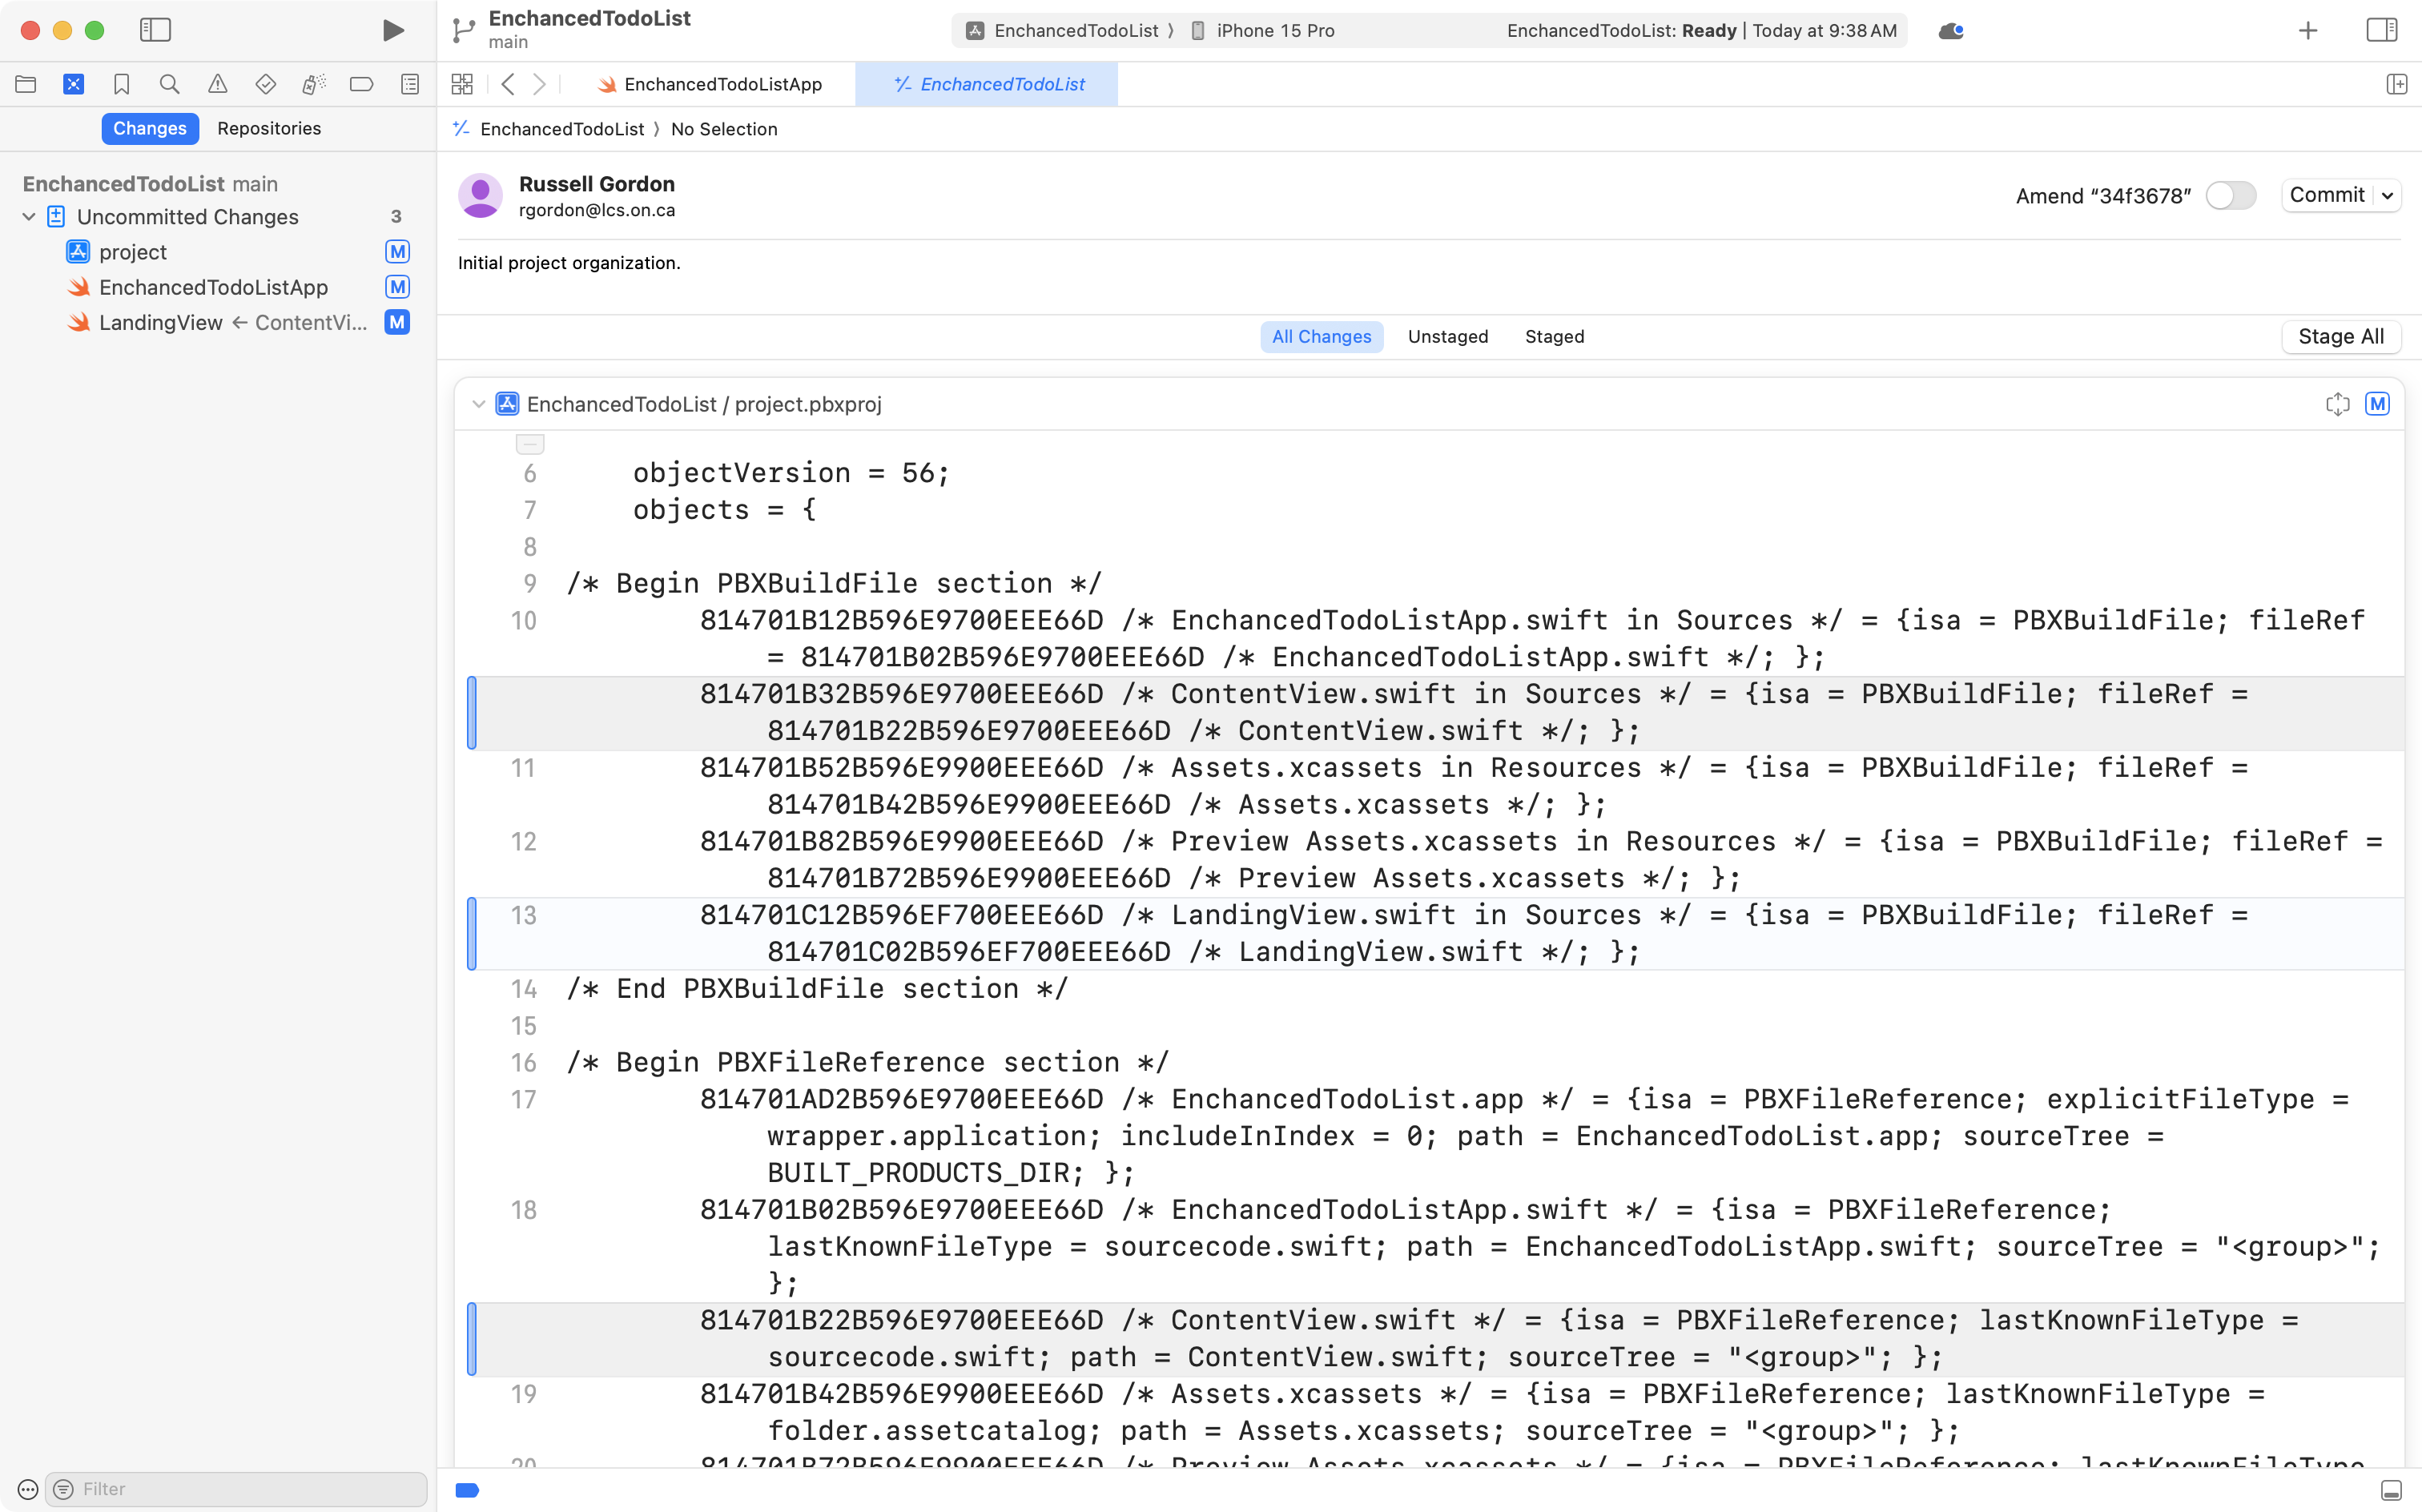 EnchancedTodoList
main
EnchancedTodoList 〉 iPhone 15 Pro
EnchancedTodoList: Ready | Today at 9:38 AM
EnchancedTodoListApp
EnchancedTodoList
Changes
Repositories
EnchancedTodoList 〉 No Selection
EnchancedTodoList main
Uncommitted Changes 3
project M
EnchancedTodoListApp M
LandingView ← ContentVi... M
Filter
Russell Gordon
rgordon@lcs.on.ca
Amend “34f3678”
Commit
Initial project organization.
All Changes
Unstaged
Staged
Stage All
EnchancedTodoList / project.pbxproj M
6 objectVersion = 56;
7 objects = {
8
9 /* Begin PBXBuildFile section */
10 814701B12B596E9700EEE66D /* EnchancedTodoListApp.swift in Sources */ = {isa = PBXBuildFile; fileRef
= 814701B02B596E9700EEE66D /* EnchancedTodoListApp.swift */; };
814701B32B596E9700EEE66D /* ContentView.swift in Sources */ = {isa = PBXBuildFile; fileRef =
814701B22B596E9700EEE66D /* ContentView.swift */; };
11 814701B52B596E9900EEE66D /* Assets.xcassets in Resources */ = {isa = PBXBuildFile; fileRef =
814701B42B596E9900EEE66D /* Assets.xcassets */; };
12 814701B82B596E9900EEE66D /* Preview Assets.xcassets in Resources */ = {isa = PBXBuildFile; fileRef =
814701B72B596E9900EEE66D /* Preview Assets.xcassets */; };
13 814701C12B596EF700EEE66D /* LandingView.swift in Sources */ = {isa = PBXBuildFile; fileRef =
814701C02B596EF700EEE66D /* LandingView.swift */; };
14 /* End PBXBuildFile section */
15
16 /* Begin PBXFileReference section */
17 814701AD2B596E9700EEE66D /* EnchancedTodoList.app */ = {isa = PBXFileReference; explicitFileType =
wrapper.application; includeInIndex = 0; path = EnchancedTodoList.app; sourceTree =
BUILT_PRODUCTS_DIR; };
18 814701B02B596E9700EEE66D /* EnchancedTodoListApp.swift */ = {isa = PBXFileReference;
lastKnownFileType = sourcecode.swift; path = EnchancedTodoListApp.swift; sourceTree = "<group>";
};
814701B22B596E9700EEE66D /* ContentView.swift */ = {isa = PBXFileReference; lastKnownFileType =
sourcecode.swift; path = ContentView.swift; sourceTree = "<group>"; };
19 814701B42B596E9900EEE66D /* Assets.xcassets */ = {isa = PBXFileReference; lastKnownFileType =
folder.assetcatalog; path = Assets.xcassets; sourceTree = "<group>"; };
20 814701B72B596E9900EEE66D /* Preview Assets.xcassets */ = {isa = PBXFileReference; lastKnownFileType